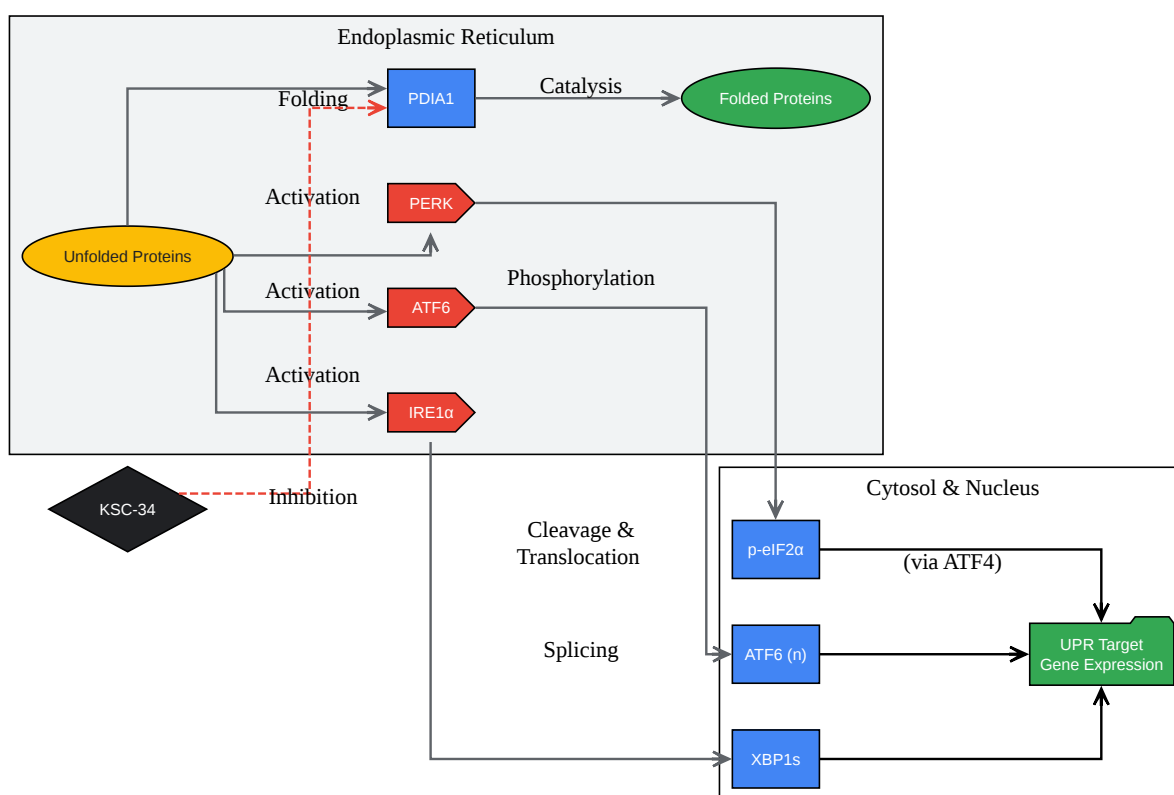 Endoplasmic Reticulum
Folding
PDIA1
Catalysis
Folded Proteins
Activation
PERK
Unfolded Proteins
Phosphorylation
Activation
ATF6
Activation
IRE1α
KSC-34
Inhibition
Cytosol & Nucleus
Cleavage &
Translocation
p-eIF2α
(via ATF4)
Splicing
ATF6 (n)
UPR Target
Gene Expression
XBP1s